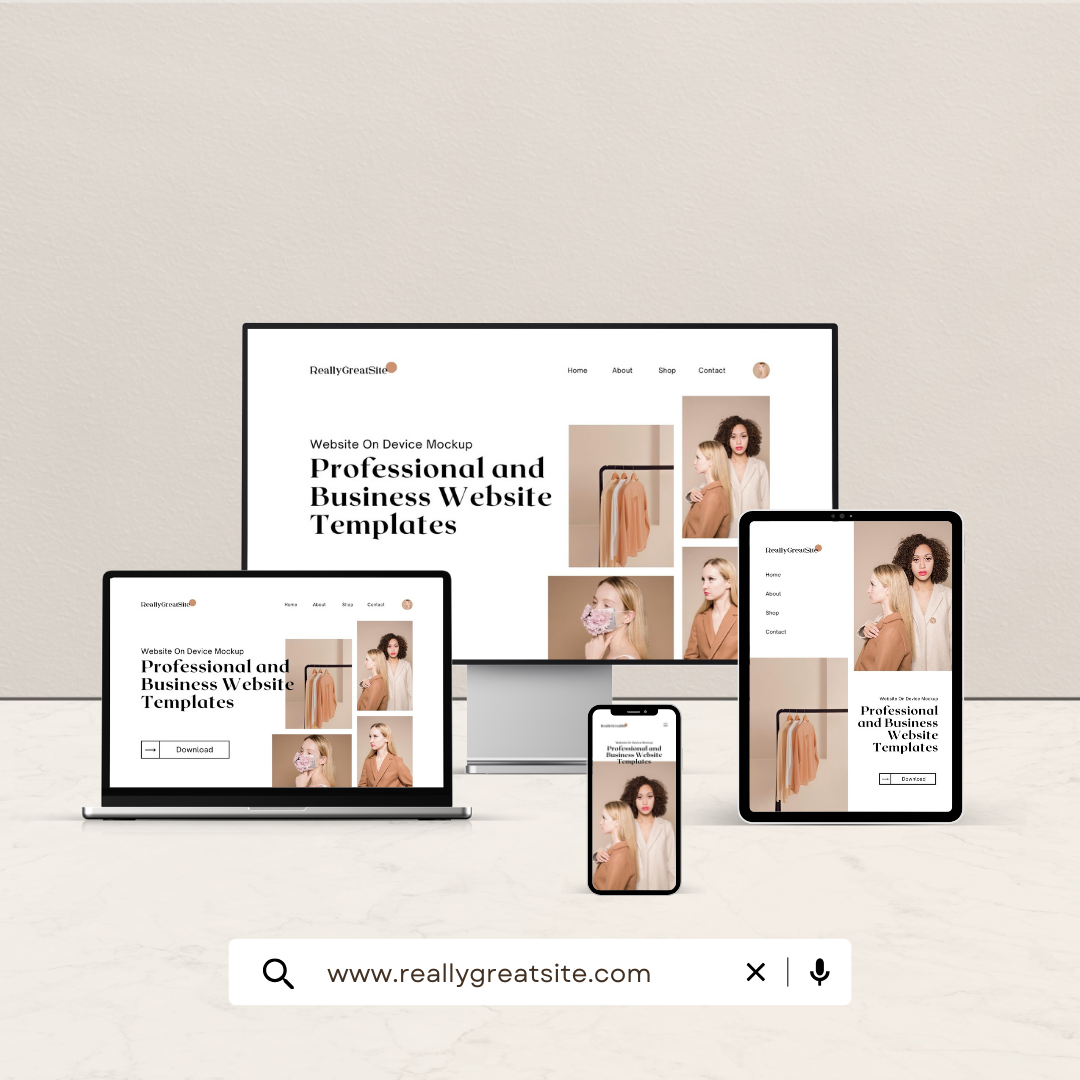 ReallyGreatSite
Home About Shop Contact
Website On Device Mockup
Professional and
Business Website
Templates
ReallyGreatSite
Home About Shop Contact
Website On Device Mockup
Professional and
Business Website
Templates
Download
ReallyGreatSite
Home
About
Shop
Contact
Website On Device Mockup
Professional
and Business
Website
Templates
Download
ReallyGreatSite
Website On Device Mockup
Professional and
Business Website
Templates
www.reallygreatsite.com